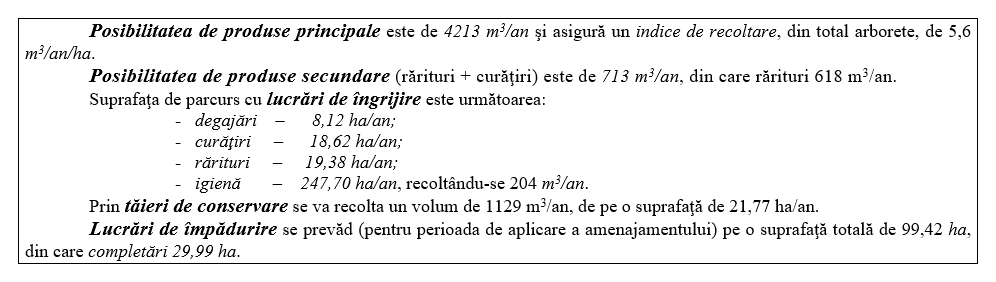 Posibilitatea de produse principale este de 4213 m³/an şi asigură un indice de recoltare, din total arborete, de 5,6
m³/an/ha.
Posibilitatea de produse secundare (rărituri + curăţiri) este de 713 m³/an, din care rărituri 618 m³/an.
Suprafaţa de parcurs cu lucrări de îngrijire este următoarea:
- degajări – 8,12 ha/an;
- curăţiri – 18,62 ha/an;
- rărituri – 19,38 ha/an;
- igienă – 247,70 ha/an, recoltându-se 204 m³/an.
Prin tăieri de conservare se va recolta un volum de 1129 m³/an, de pe o suprafaţă de 21,77 ha/an.
Lucrări de împădurire se prevăd (pentru perioada de aplicare a amenajamentului) pe o suprafaţă totală de 99,42 ha,
din care completări 29,99 ha.